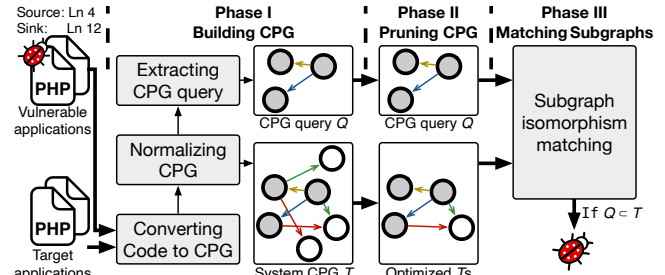 Source: Ln 4
Sink: Ln 12
Phase I
Building CPG
Phase II
Pruning CPG
Phase III
Matching Subgraphs
PHP
Vulnerable
applications
Extracting
CPG query
CPG query Q
CPG query Q
Subgraph
isomorphism
matching
Normalizing
CPG
PHP
Target
applications
Converting
Code to CPG
System CPG T
Optimized Ts
If Q ⊂ T